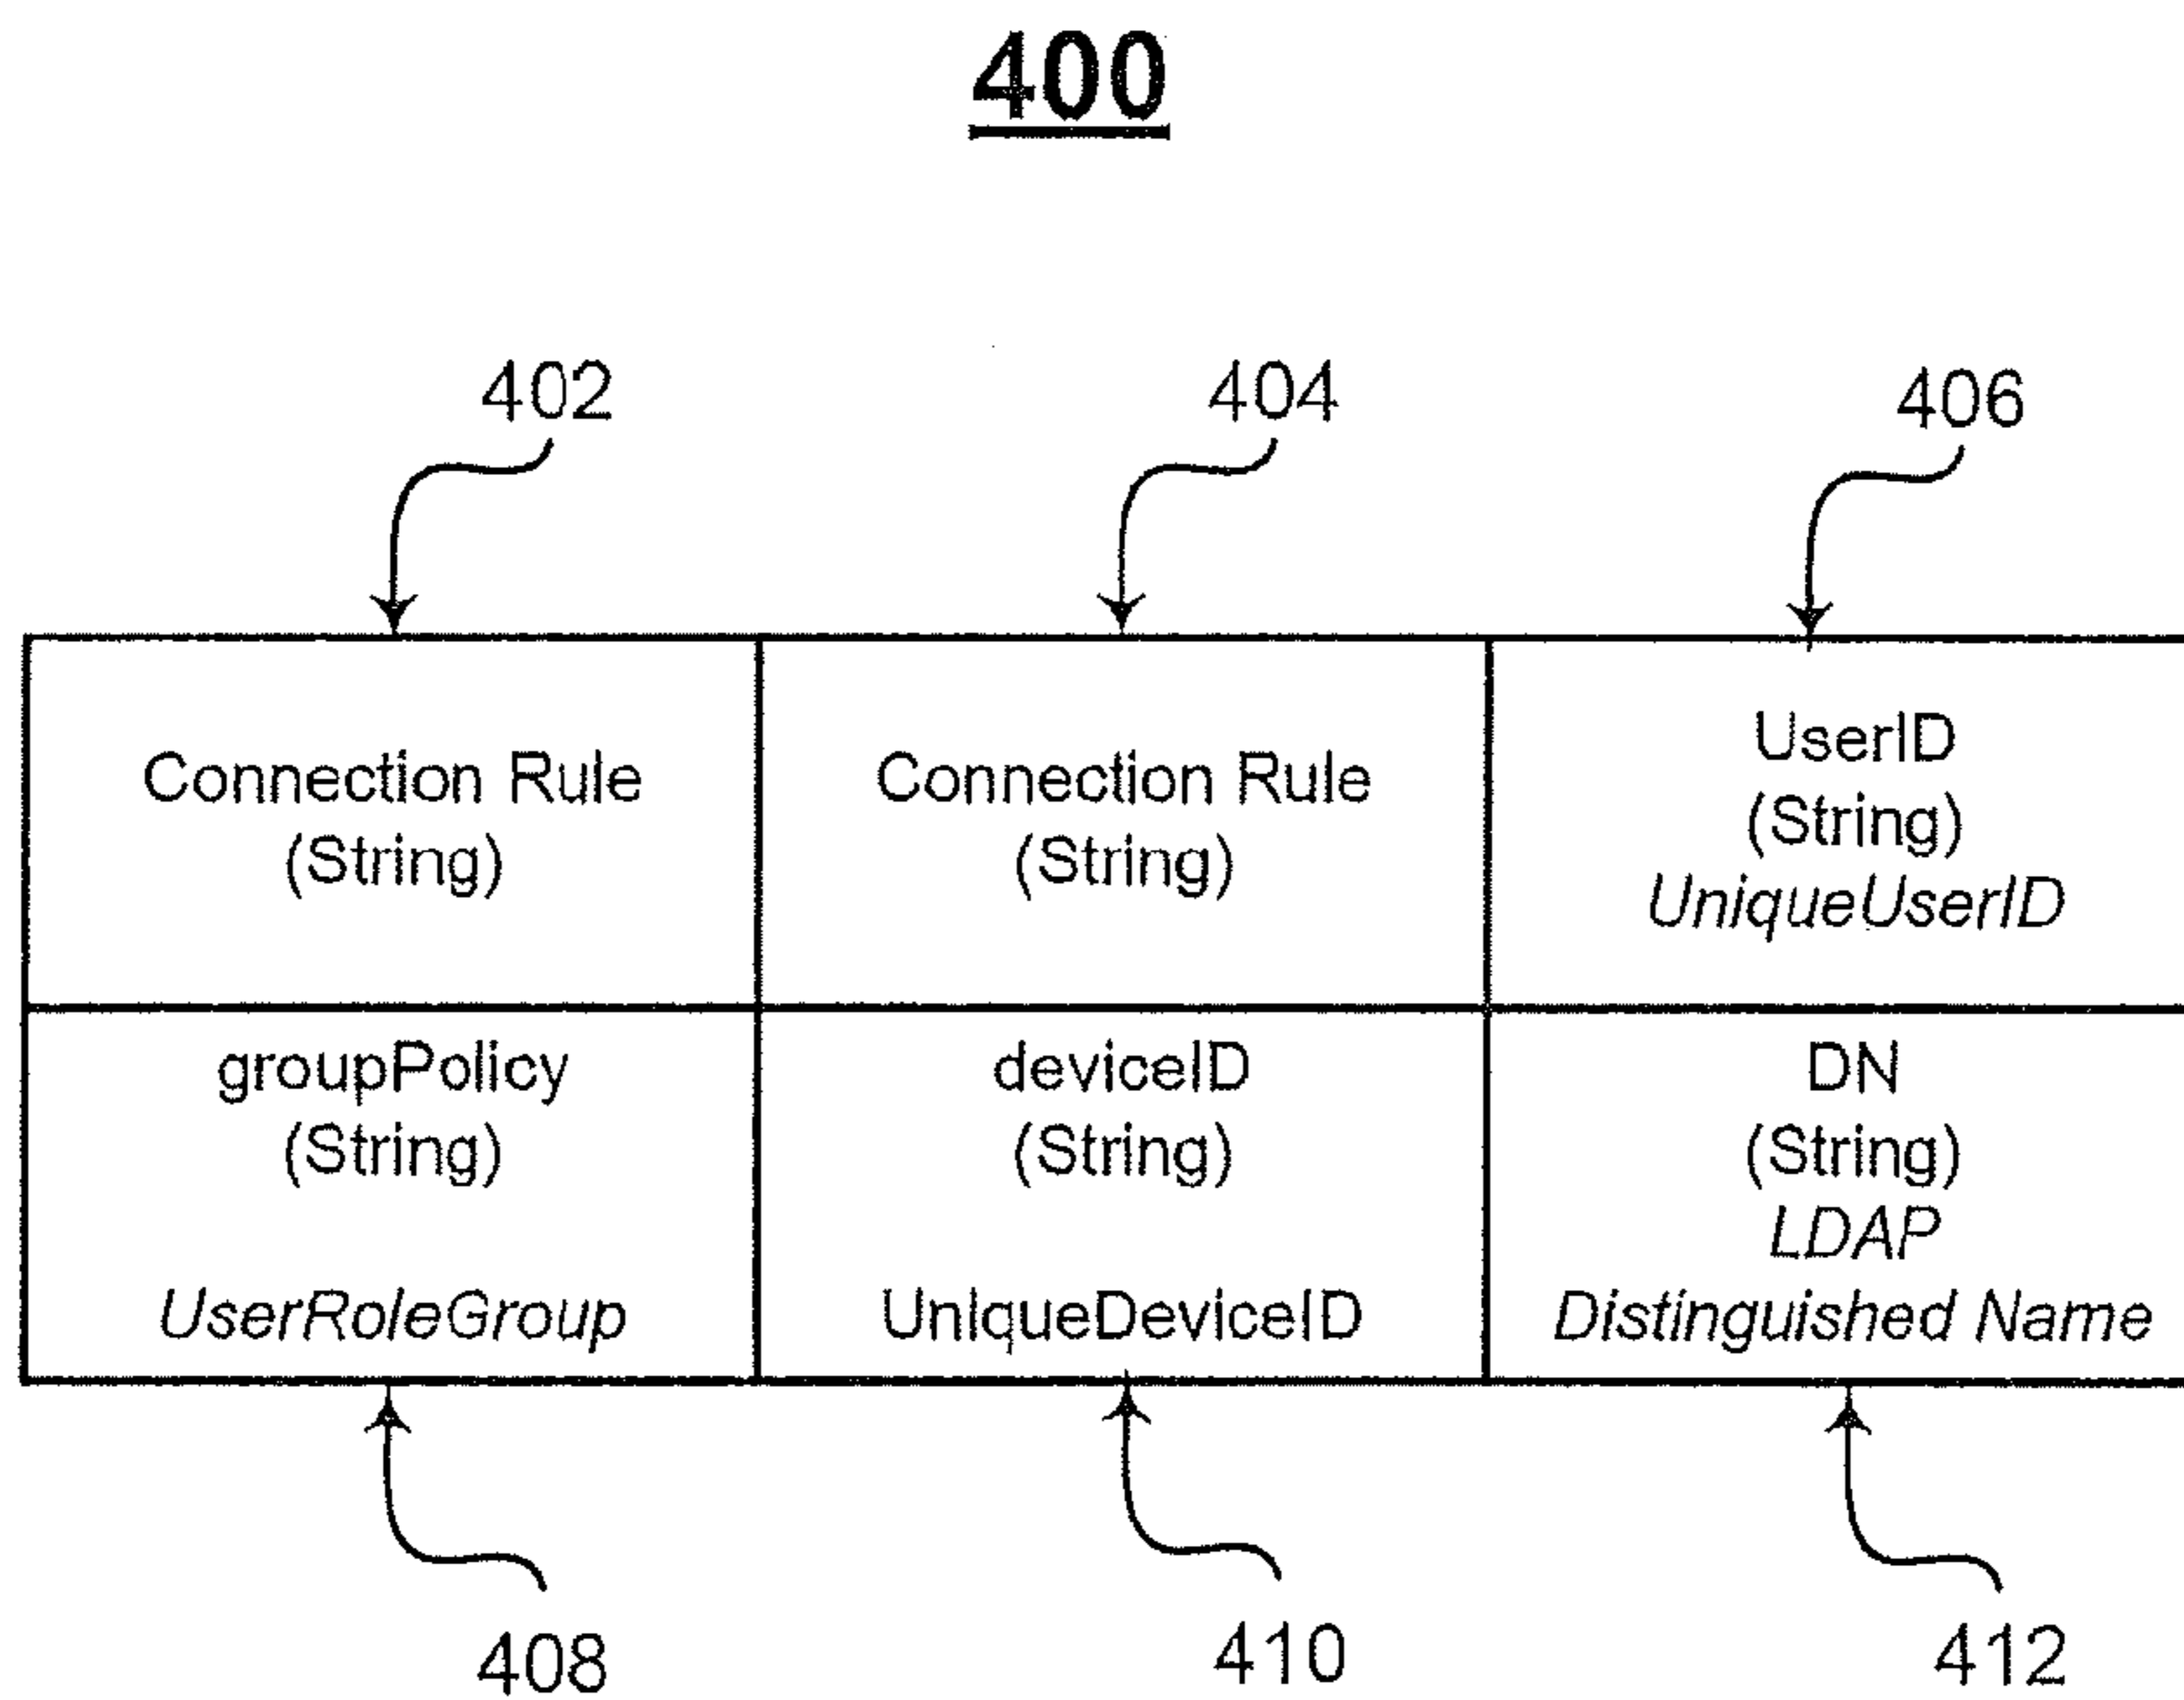 400
402
404
406
Connection Rule
(String)
Connection Rule
(String)
UserID
(String)
UniqueUserID
groupPolicy
(String)
UserRoleGroup
deviceID
(String)
UniqueDeviceID
DN
(String)
LDAP
Distinguished Name
408
410
412